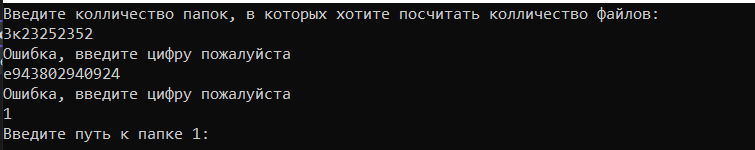 Введите колличество папок, в которых хотите посчитать колличество файлов:
3к23252352
Ошибка, введите цифру пожалуйста
е943802940924
Ошибка, введите цифру пожалуйста
1
Введите путь к папке 1: